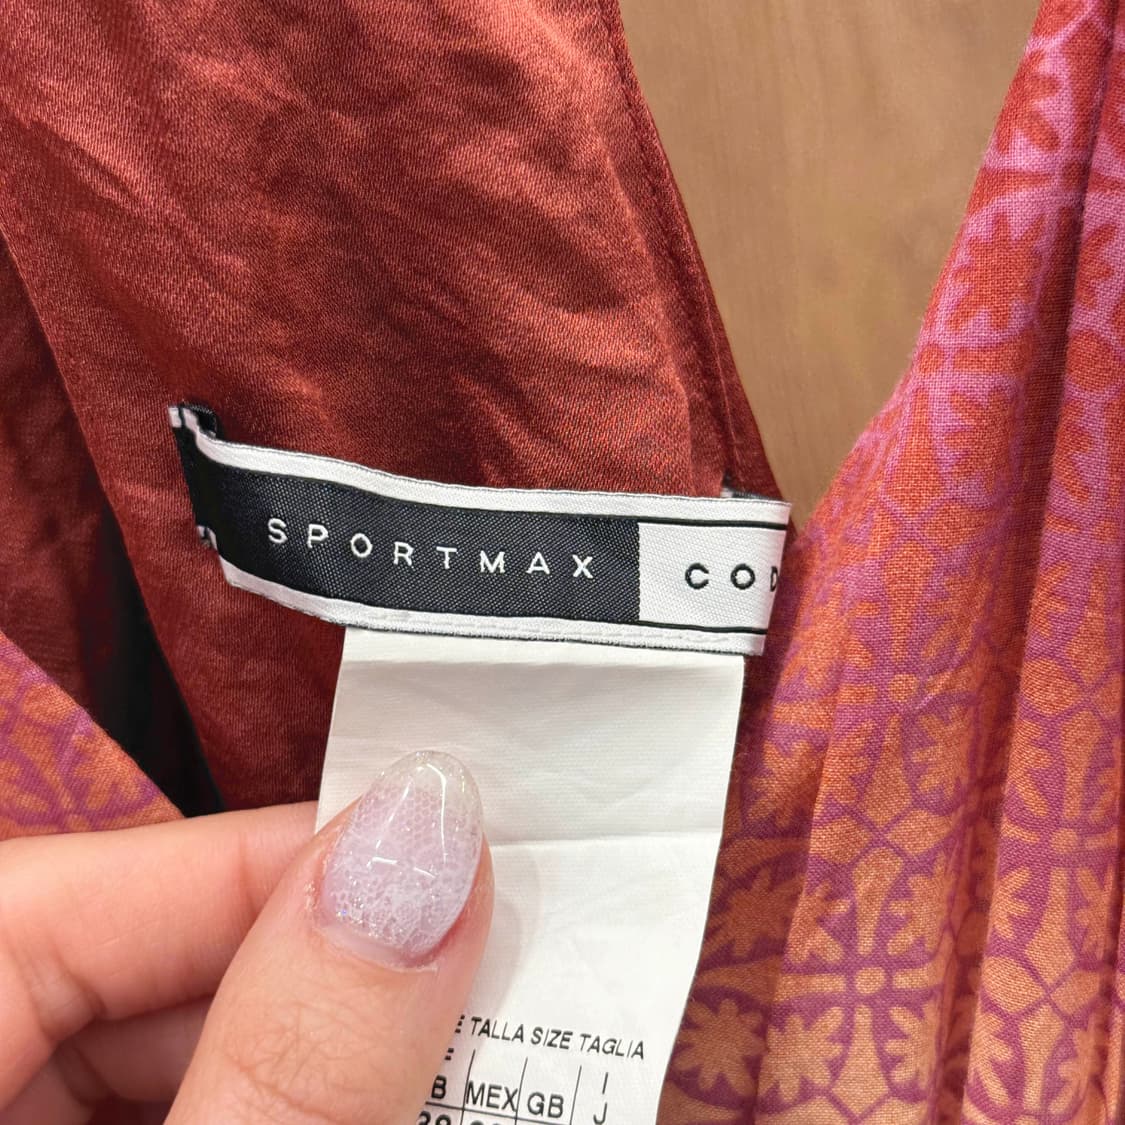 SPORTMAX COD
TALLA SIZE TAGLIA
B MEX GB I
J